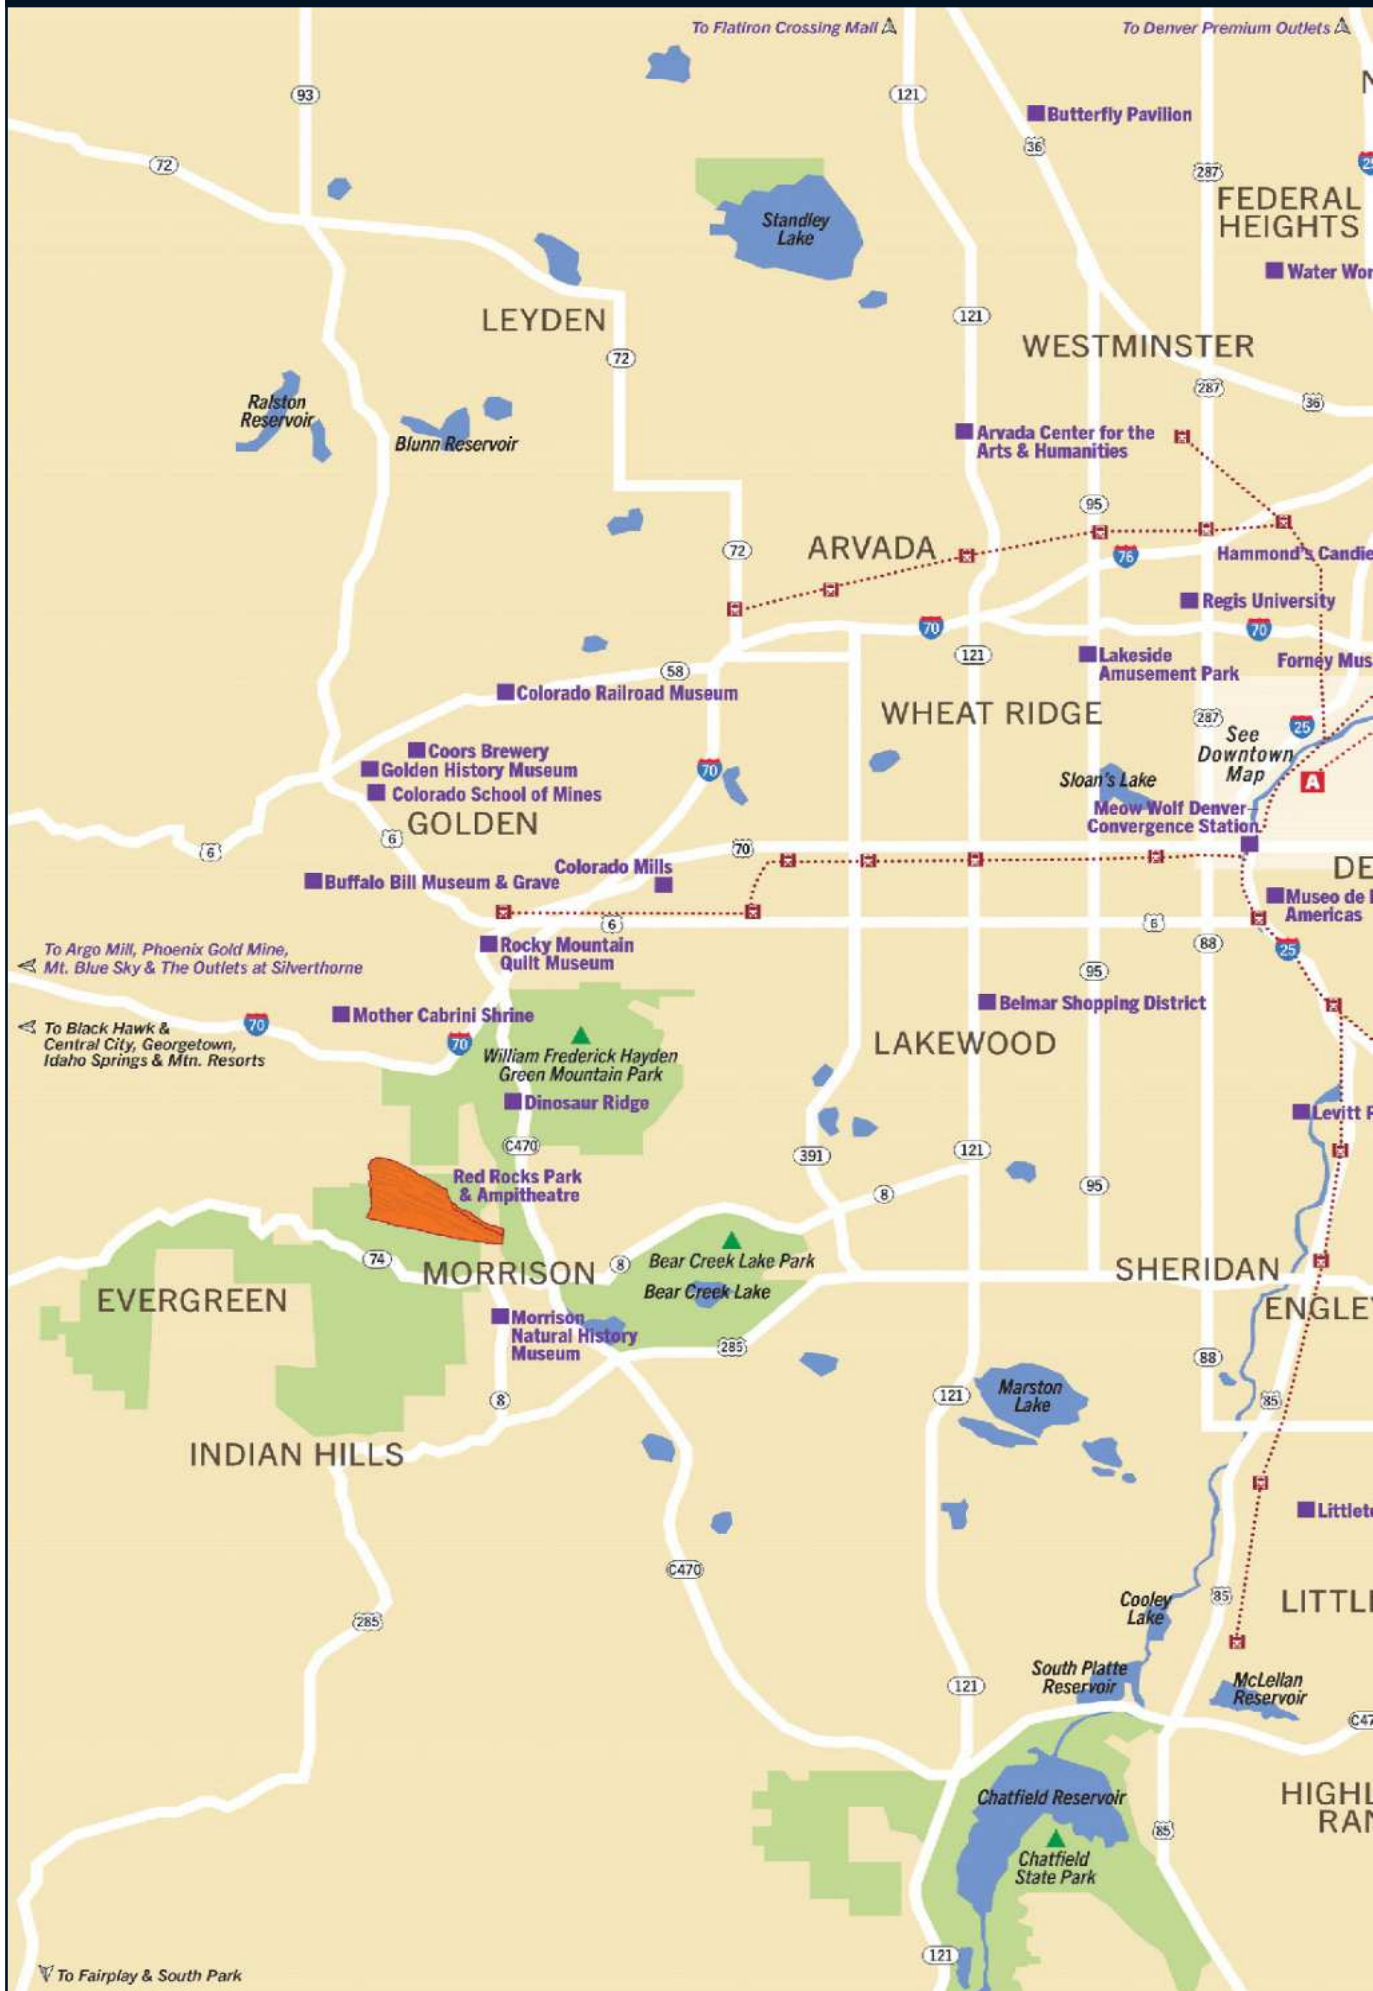 To Flatiron Crossing Mall
To Denver Premium Outlets
93
121
Butterfly Pavilion
36
72
287
FEDERAL
HEIGHTS
Standley
Lake
Water Wor
LEYDEN
121
WESTMINSTER
72
287
36
Ralston
Reservoir
Blunn Reservoir
Arvada Center for the
Arts & Humanities
95
72
ARVADA
76
Hammond's Candie
Regis University
70
70
121
Lakeside
Amusement Park
Forney Mus
58
Colorado Railroad Museum
WHEAT RIDGE
287
25
See
Downtown
Map
Coors Brewery
Golden History Museum
70
Sloan's Lake
A
Colorado School of Mines
Meow Wolf Denver–
Convergence Station
GOLDEN
6
6
70
Colorado Mills
DE
Buffalo Bill Museum & Grave
Museo de
Americas
6
6
To Argo Mill, Phoenix Gold Mine,
Mt. Blue Sky & The Outlets at Silverthorne
Rocky Mountain
Quilt Museum
88
25
95
Belmar Shopping District
Mother Cabrini Shrine
To Black Hawk &
Central City, Georgetown,
Idaho Springs & Mtn. Resorts
70
70
LAKEWOOD
William Frederick Hayden
Green Mountain Park
Dinosaur Ridge
Levitt
C470
391
121
Red Rocks Park
& Ampitheatre
8
95
74
MORRISON
8
Bear Creek Lake Park
Bear Creek Lake
SHERIDAN
EVERGREEN
ENGLE
Morrison
Natural History
Museum
285
88
Marston
Lake
121
85
8
INDIAN HILLS
Littlet
C470
285
Cooley
Lake
85
LITTL
South Platte
Reservoir
121
McLellan
Reservoir
C47
Chatfield Reservoir
HIGHL
RAN
85
Chatfield
State Park
121
To Fairplay & South Park